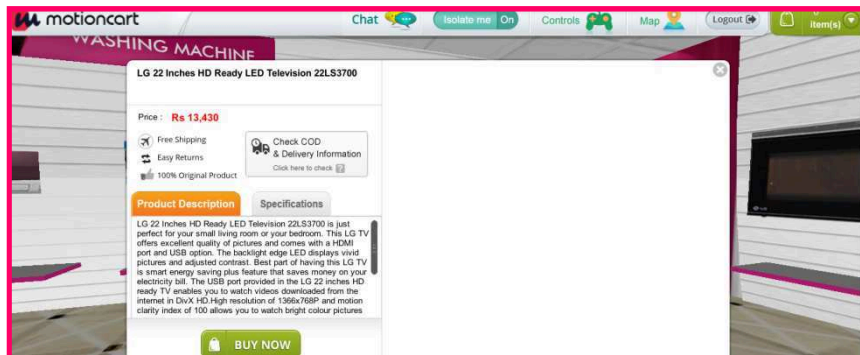 motioncart
Chat
Isolate me On
Controls
Map
Logout
item(s)
WASHING MACHINE
LG 22 Inches HD Ready LED Television 22LS3700
Price : Rs 13,430
Free Shipping
Easy Returns
100% Original Product
Check COD
& Delivery Information
Click here to check ?
Product Description
Specifications
LG 22 Inches HD Ready LED Television 22LS3700 is just
perfect for your small living room or your bedroom. This LG TV
offers excellent quality of pictures and comes with a HDMI
port and USB option. The backlight edge LED displays vivid
pictures and adjusted contrast. Best part of having this LG TV
is smart energy saving plus feature that saves money on your
electricity bill. The USB port provided in the LG 22 inches HD
ready TV enables you to watch videos downloaded from the
internet in DivX HD.High resolution of 1366x768P and motion
clarity index of 100 allows you to watch bright colour pictures
BUY NOW